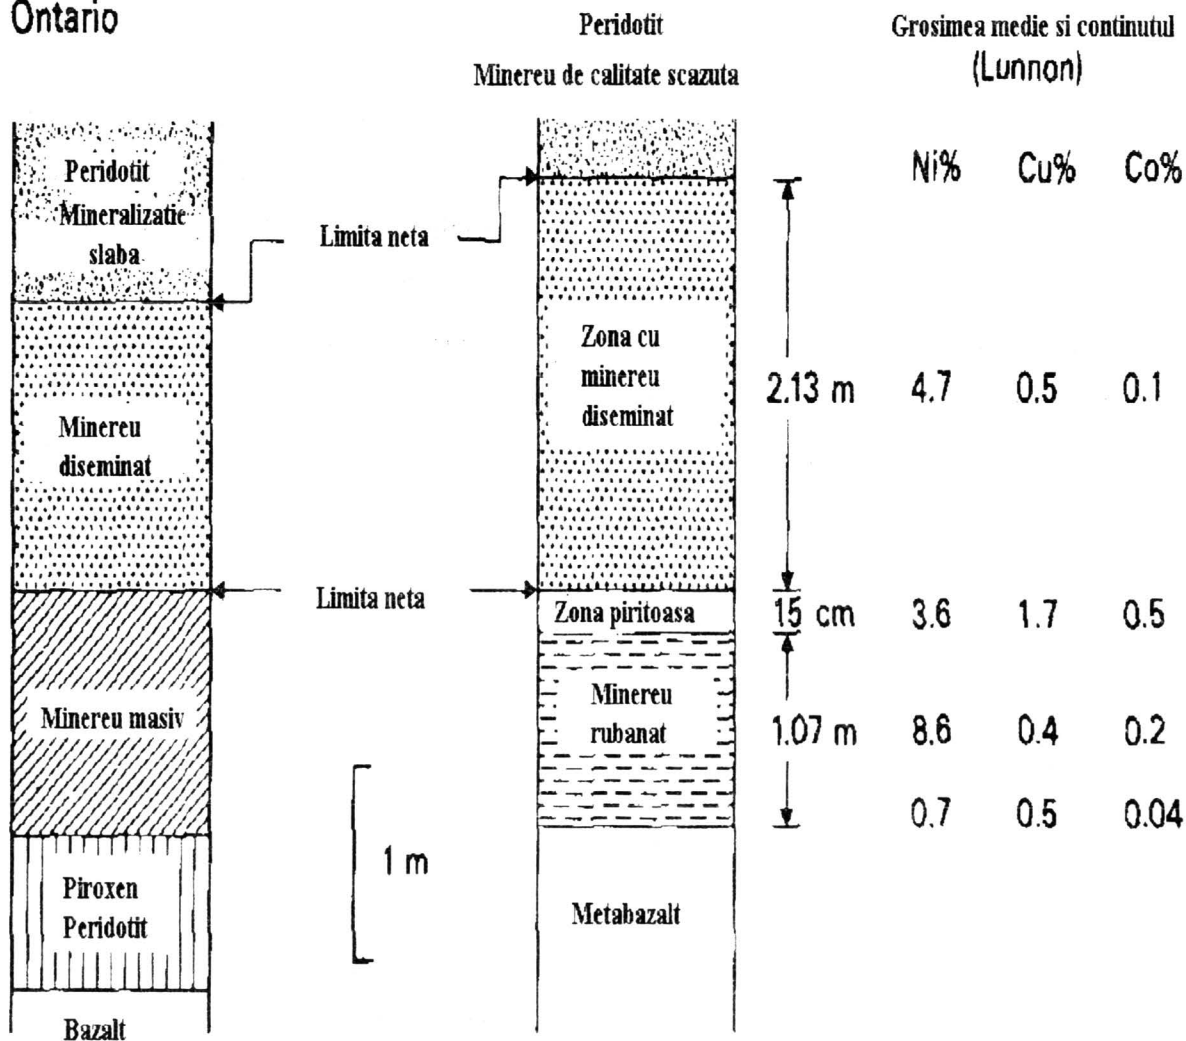 Ontario
Peridotit
Minereu de calitate scazuta
Grosimea medie si continutul
(Lunnon)
Ni% Cu% Co%
Peridotit
Mineralizatie
slaba
Limita neta
Minereu
diseminat
Zona cu
minereu
diseminat
2.13 m 4.7 0.5 0.1
Limita neta
Zona piritoasa
15 cm 3.6 1.7 0.5
Minereu masiv
Minereu
rubanat
1.07 m 8.6 0.4 0.2
0.7 0.5 0.04
1 m
Piroxen
Peridotit
Metabazalt
Bazalt